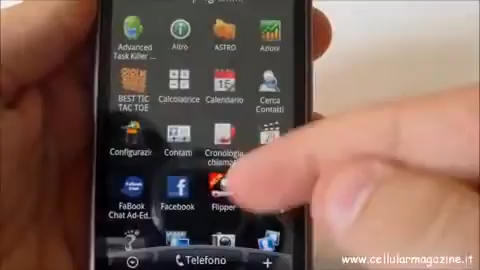 Advanced
Task Killer ...
Altro
ASTRO
Azioni
BEST TIC
TAC TOE
Calcolatrice
Calendario
Cerca
Contatti
Configurazi
Contatti
Cronologia
chiamat
FaBook
Chat Ad-Ed...
Facebook
Flipper
Telefono
www.cellularmagazine.it